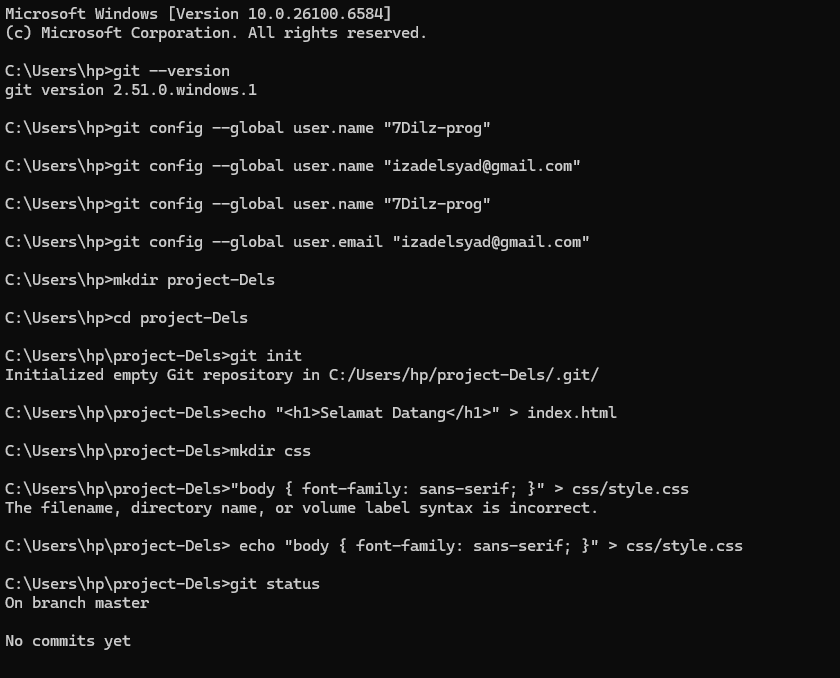 Microsoft Windows [Version 10.0.26100.6584]
(c) Microsoft Corporation. All rights reserved.
C:\Users\hp>git --version
git version 2.51.0.windows.1
C:\Users\hp>git config --global user.name "7Dilz-prog"
C:\Users\hp>git config --global user.name "izadelsyad@gmail.com"
C:\Users\hp>git config --global user.name "7Dilz-prog"
C:\Users\hp>git config --global user.email "izadelsyad@gmail.com"
C:\Users\hp>mkdir project-Dels
C:\Users\hp>cd project-Dels
C:\Users\hp\project-Dels>git init
Initialized empty Git repository in C:/Users/hp/project-Dels/.git/
C:\Users\hp\project-Dels>echo "<h1>Selamat Datang</h1>" > index.html
C:\Users\hp\project-Dels>mkdir css
C:\Users\hp\project-Dels>"body { font-family: sans-serif; }" > css/style.css
The filename, directory name, or volume label syntax is incorrect.
C:\Users\hp\project-Dels> echo "body { font-family: sans-serif; }" > css/style.css
C:\Users\hp\project-Dels>git status
On branch master
No commits yet